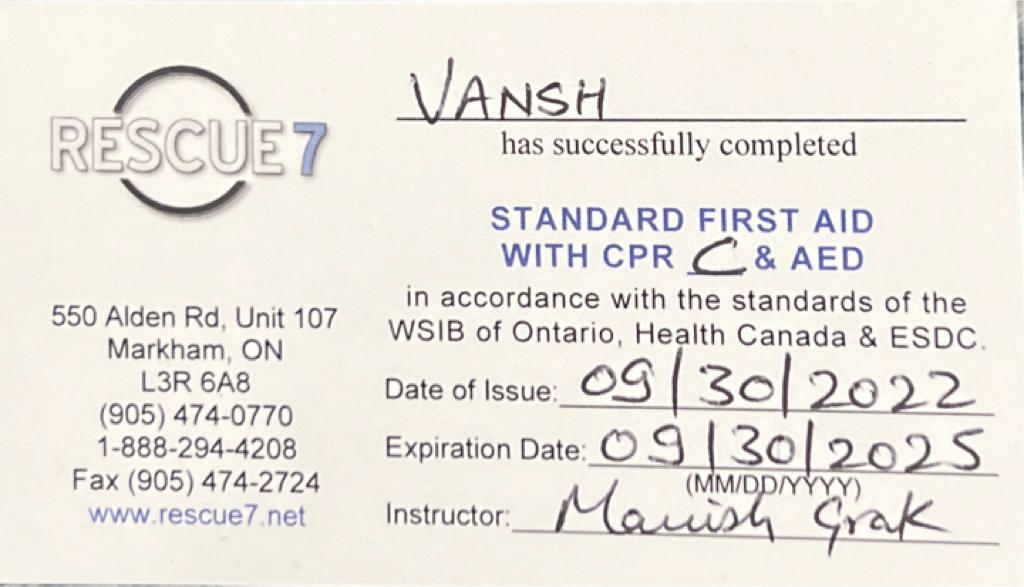 RESCUE 7
550 Alden Rd, Unit 107
Markham, ON
L3R 6A8
(905) 474-0770
1-888-294-4208
Fax (905) 474-2724
www.rescue7.net
VANSH
has successfully completed
STANDARD FIRST AID
WITH CPR C & AED
in accordance with the standards of the
WSIB of Ontario, Health Canada & ESDC.
Date of Issue: 09/30/2022
Expiration Date: 09/30/2025
(MM/DD/YYYY)
Instructor: Manish Grak